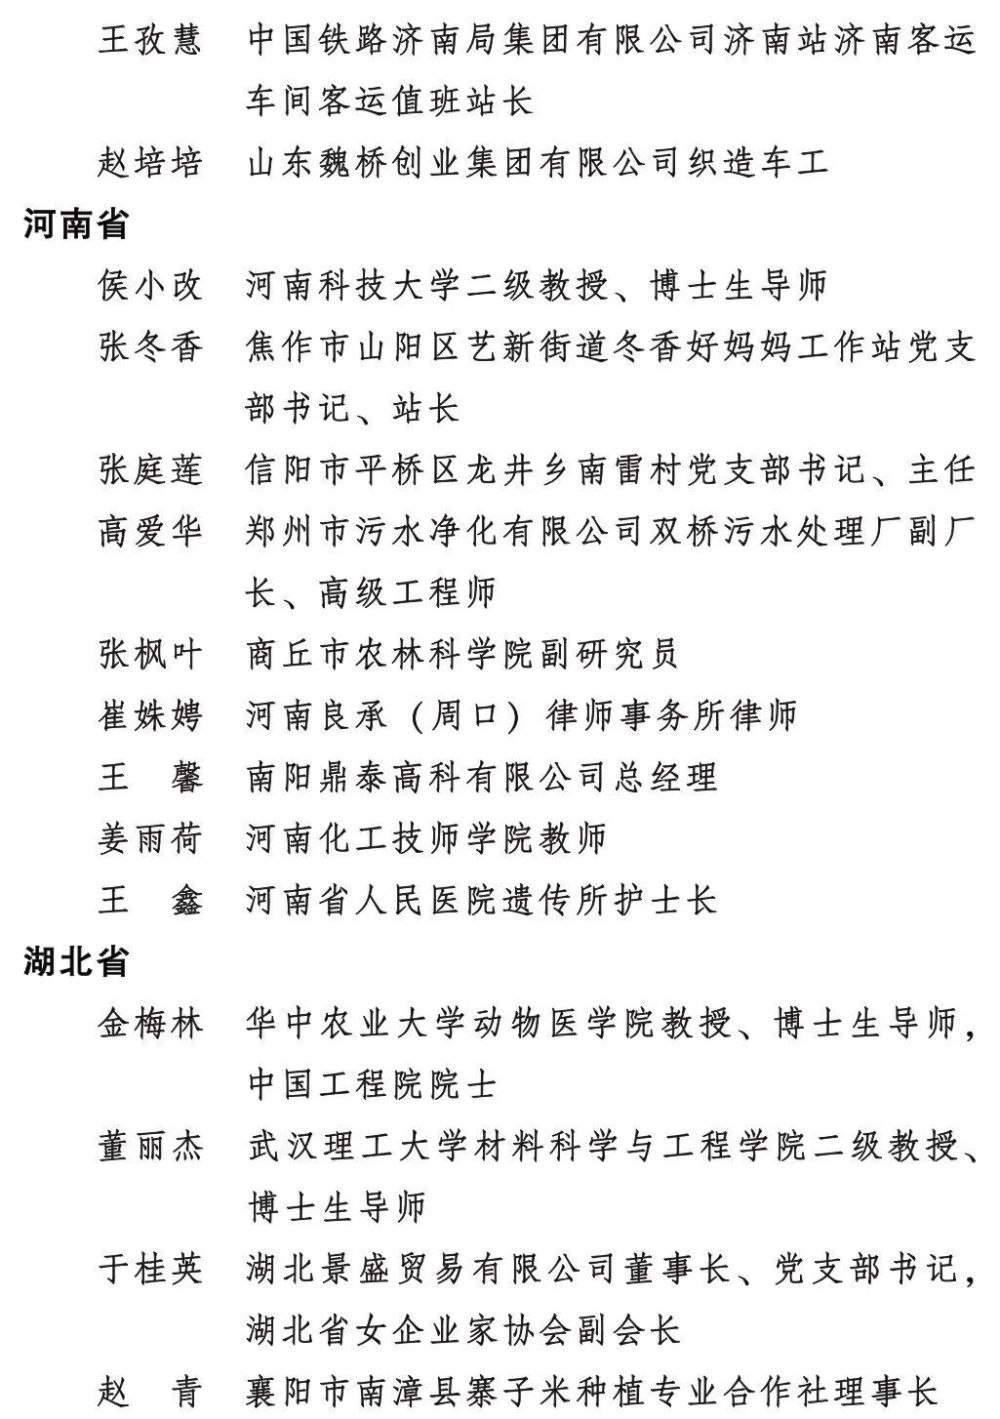 王孜慧 中国铁路济南局集团有限公司济南站济南客运
车间客运值班站长
赵培培 山东魏桥创业集团有限公司织造车工
河南省
侯小改 河南科技大学二级教授、博士生导师
张冬香 焦作市山阳区艺新街道冬香好妈妈工作站党支
部书记、站长
张庭莲 信阳市平桥区龙井乡南雷村党支部书记、主任
高爱华 郑州市污水净化有限公司双桥污水处理厂副厂
长、高级工程师
张枫叶 商丘市农林科学院副研究员
崔姝娉 河南良承（周口）律师事务所律师
王　馨 南阳鼎泰高科有限公司总经理
姜雨荷 河南化工技师学院教师
王　鑫 河南省人民医院遗传所护士长
湖北省
金梅林 华中农业大学动物医学院教授、博士生导师，
中国工程院院士
董丽杰 武汉理工大学材料科学与工程学院二级教授、
博士生导师
于桂英 湖北景盛贸易有限公司董事长、党支部书记，
湖北省女企业家协会副会长
赵　青 襄阳市南漳县寨子米种植专业合作社理事长